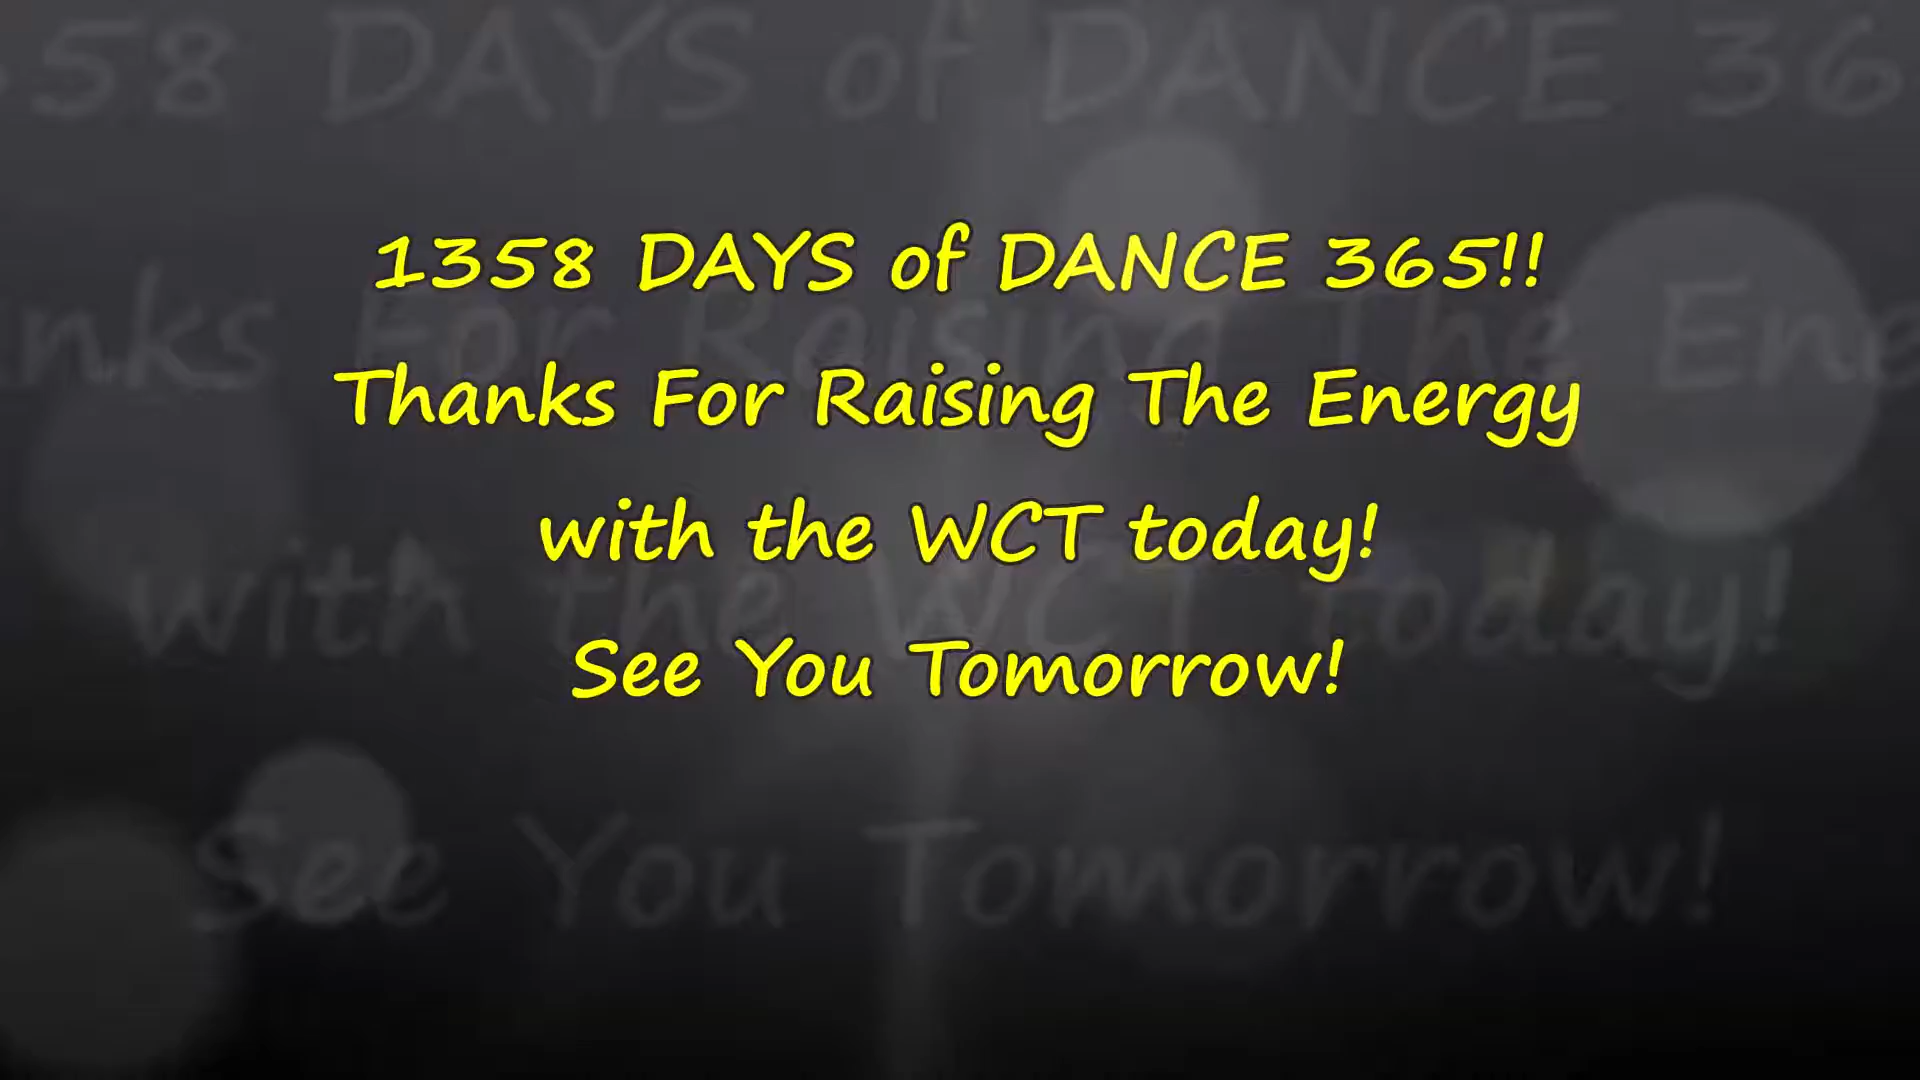 1358 DAYS of DANCE 365!!
Thanks For Raising The Energy
with the WCT today!
See You Tomorrow!